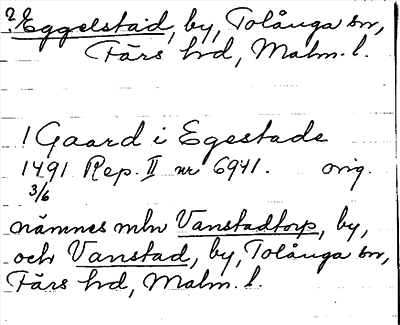 ? Eggelstad, by, Tolånga sn,
Färs hd, Malm. l.
1 Gaard i Egestade
1491 Rep. II nr 6941. orig.
3/6
nämnes mln Vanstadtorp, by,
och Vanstad, by, Tolånga sn,
Färs hd, Malm. l.